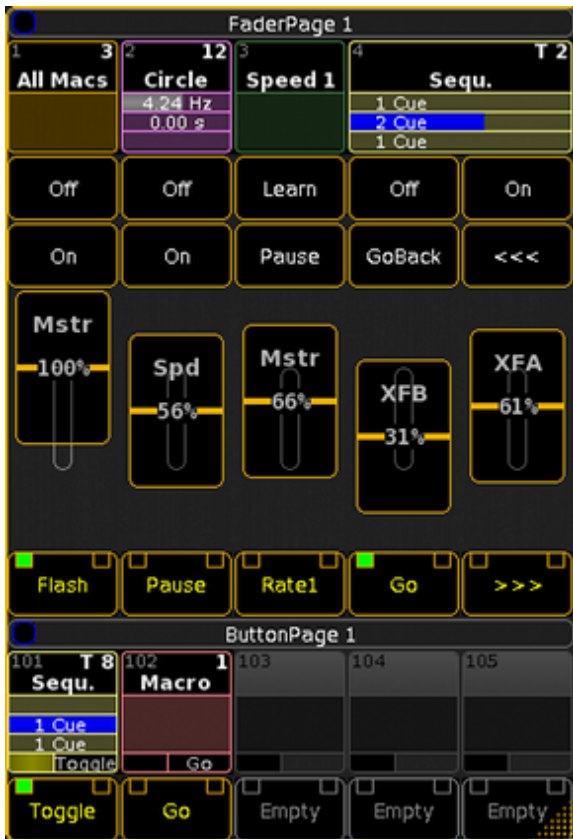 FaderPage 1
1 3 2 12 3 4 T 2
All Macs Circle Speed 1 Sequ.
4.24 Hz 1 Cue
0.00 s 2 Cue
1 Cue
Off Off Learn Off On
On On Pause GoBack <<<
Mstr Spd Mstr XFB XFA
100% 56% 66% 31% 61%
Flash Pause Rate1 Go >>>
ButtonPage 1
101 T 8 102 1 103 104 105
Sequ. Macro
1 Cue
1 Cue
Toggle Go
Toggle Go Empty Empty Empty